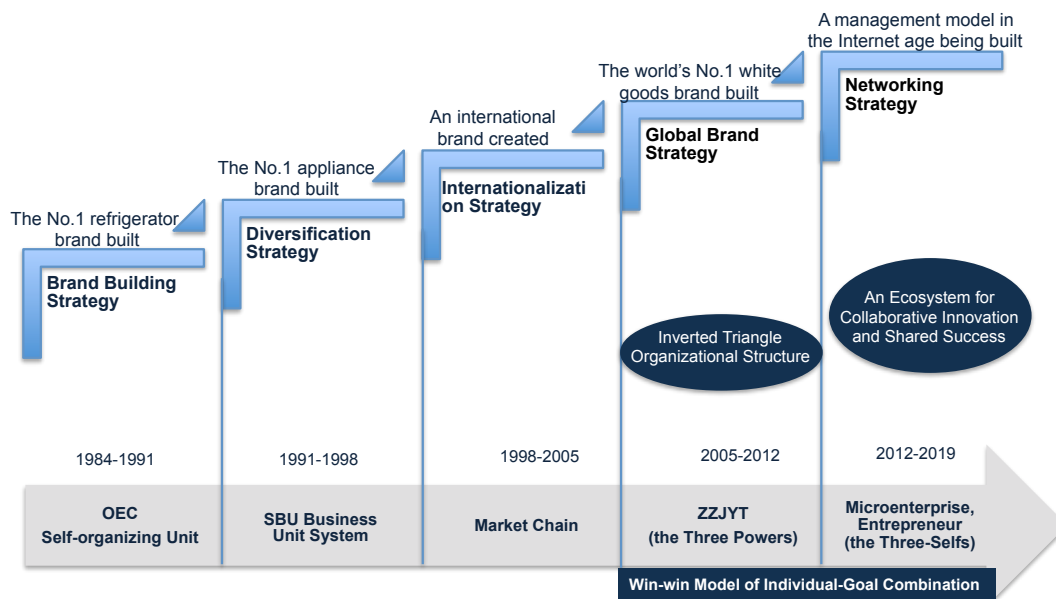 The No.1 refrigerator
brand built
Brand Building
Strategy
The No.1 appliance
brand built
Diversification
Strategy
An international
brand created
Internationalizati
on Strategy
The world's No.1 white
goods brand built
Global Brand
Strategy
A management model in
the Internet age being built
Networking
Strategy
Inverted Triangle
Organizational Structure
An Ecosystem for
Collaborative Innovation
and Shared Success
1984-1991
1991-1998
1998-2005
2005-2012
2012-2019
OEC
Self-organizing Unit
SBU Business
Unit System
Market Chain
ZZJYT
(the Three Powers)
Microenterprise,
Entrepreneur
(the Three-Selfs)
Win-win Model of Individual-Goal Combination